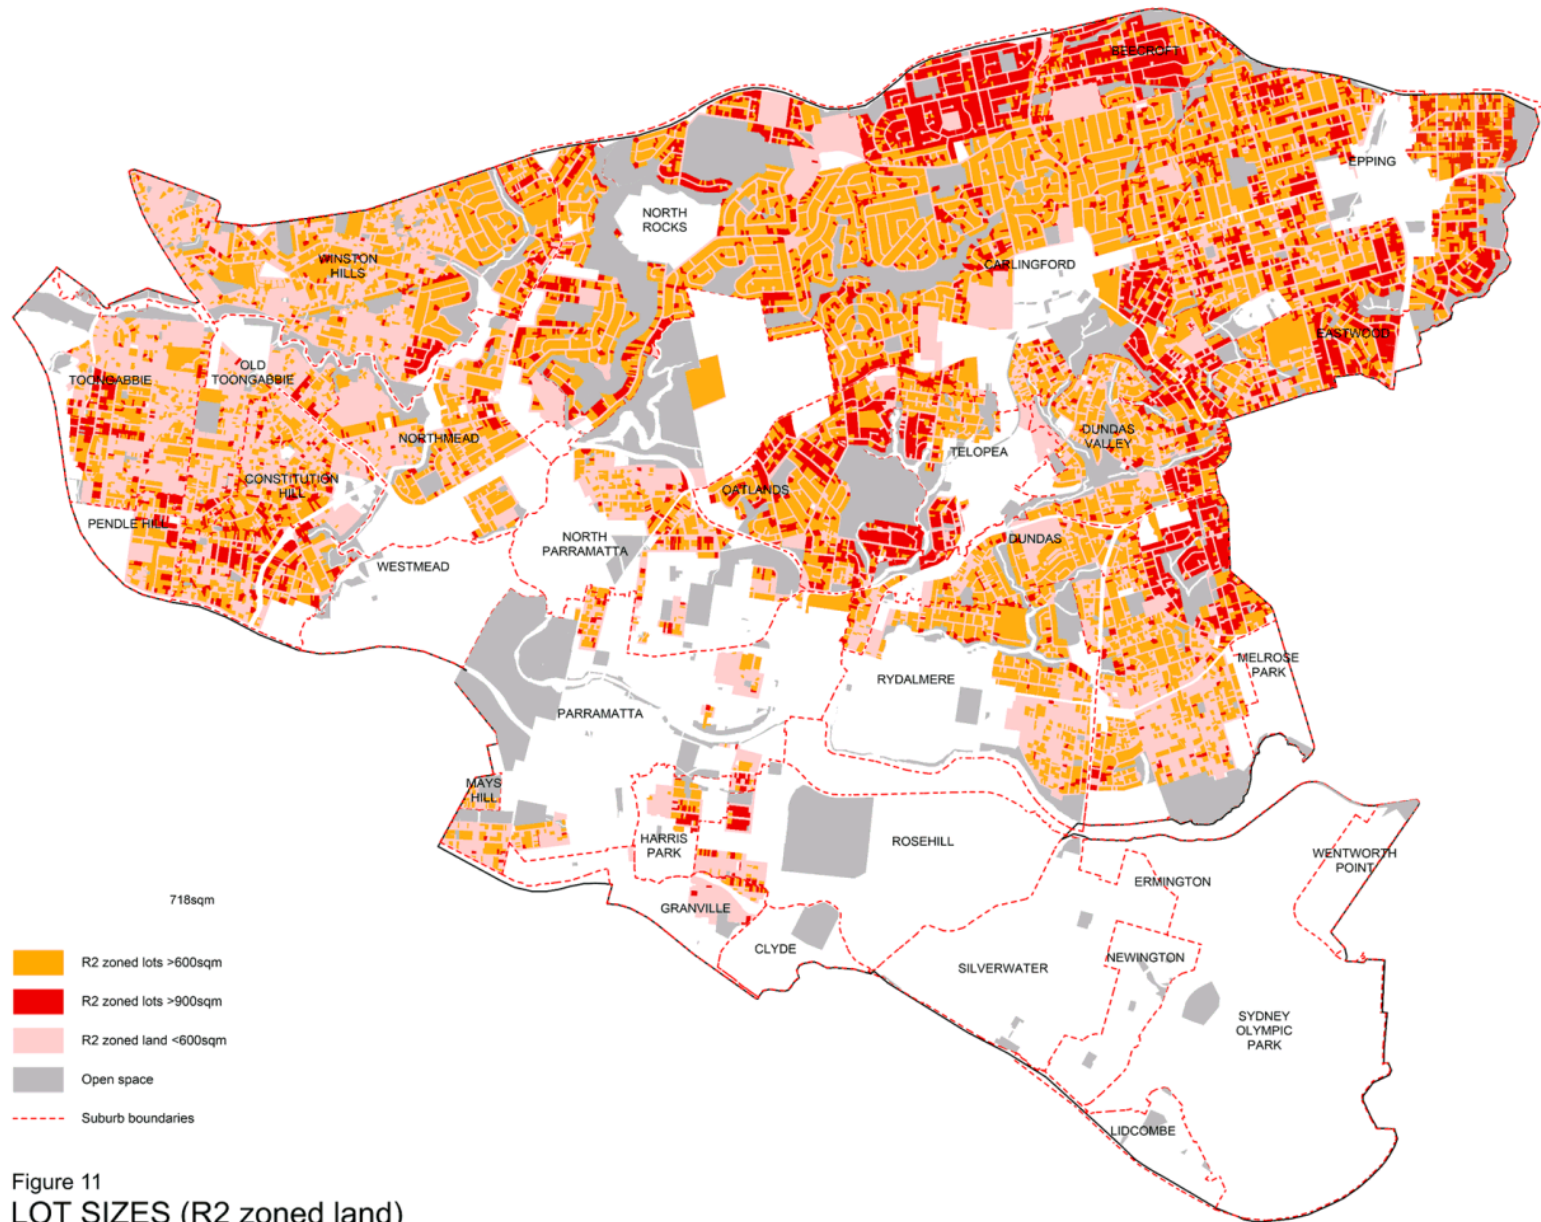 BEECROFT
EPPING
NORTH
ROCKS
WINSTON
HILLS
CARLINGFORD
EASTWOOD
TOONGABBIE
OLD
TOONGABBIE
NORTHMEAD
DUNDAS
VALLEY
TELOPEA
CONSTITUTION
HILL
OATLANDS
PENDLE HILL
NORTH
PARRAMATTA
DUNDAS
WESTMEAD
MELROSE
PARK
RYDALMERE
PARRAMATTA
MAYS
HILL
HARRIS
PARK
ROSEHILL
WENTWORTH
POINT
ERMINGTON
GRANVILLE
CLYDE
SILVERWATER
NEWINGTON
SYDNEY
OLYMPIC
PARK
LIDCOMBE
718sqm
R2 zoned lots >600sqm
R2 zoned lots >900sqm
R2 zoned land <600sqm
Open space
Suburb boundaries
Figure 11
LOT SIZES (R2 zoned land)